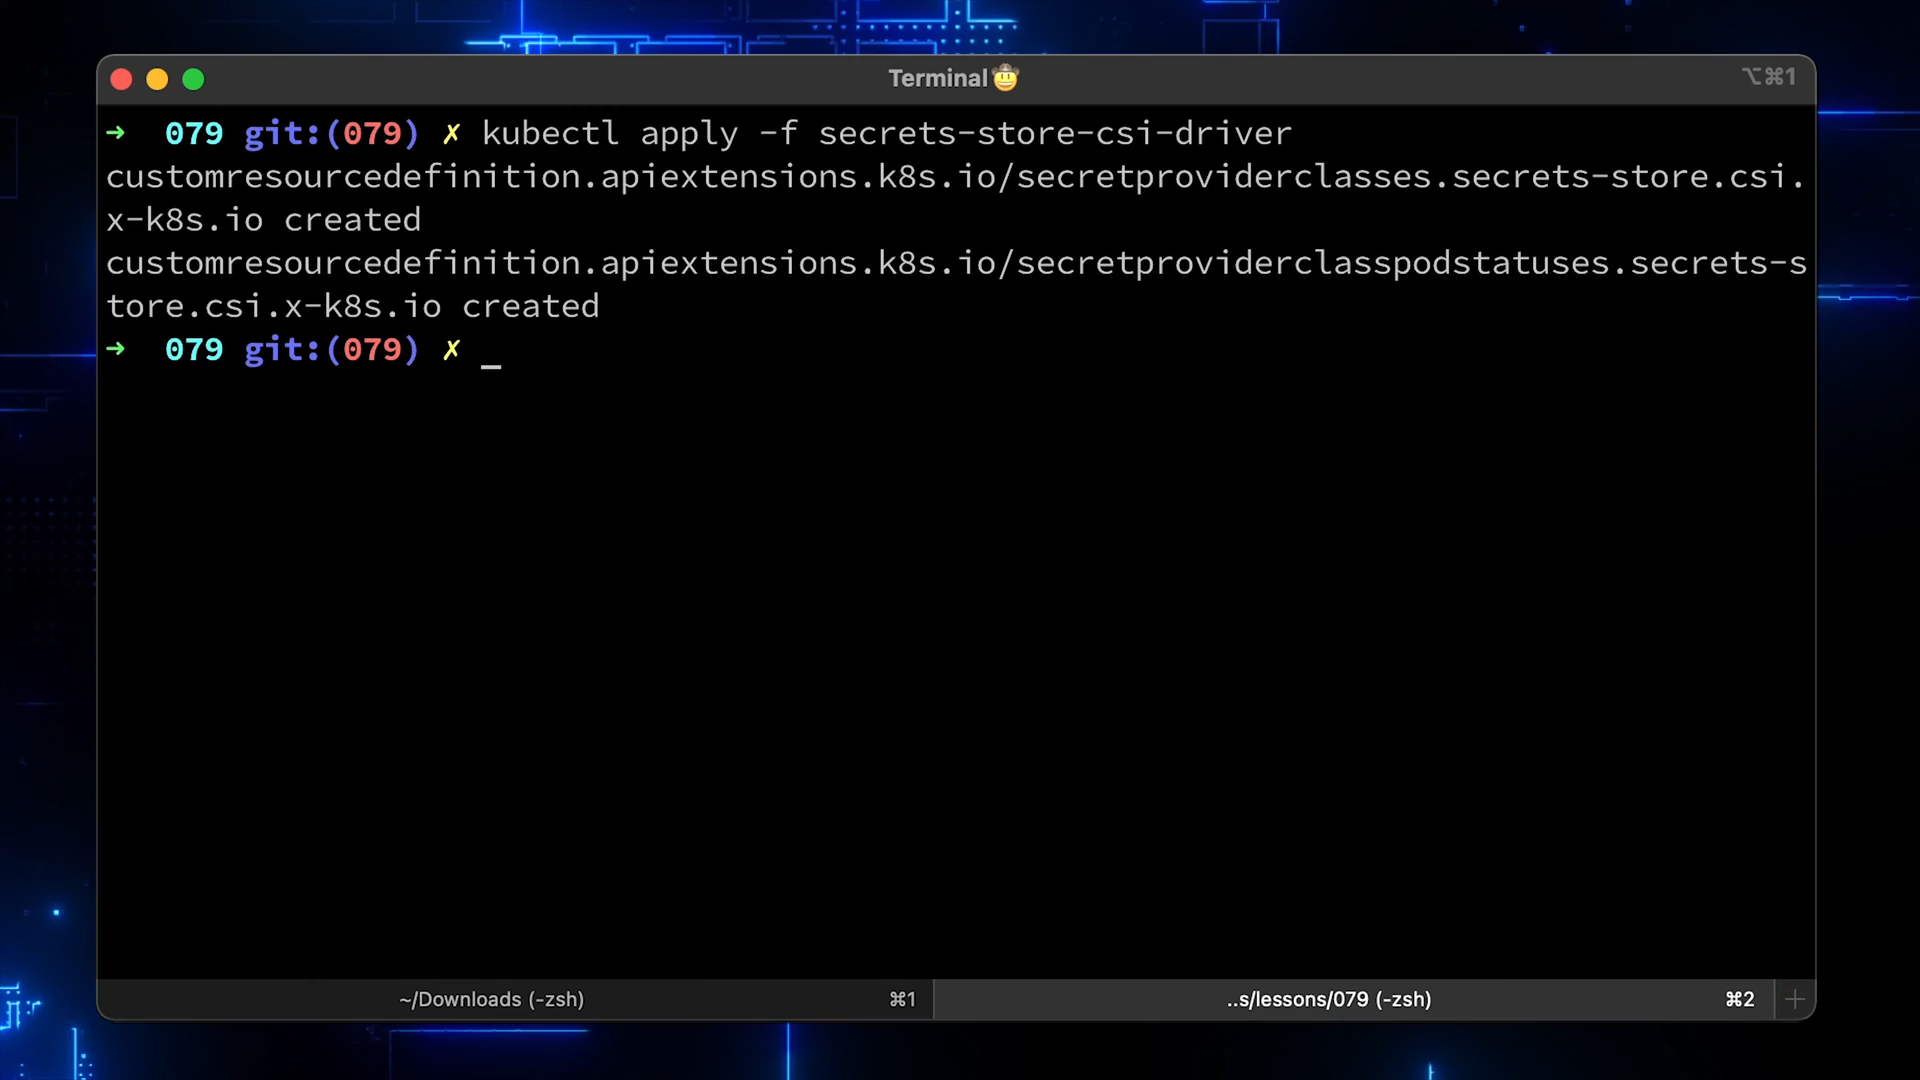 Terminal🤠
⌥⌘1
➜  079 git:(079) ✗ kubectl apply -f secrets-store-csi-driver
customresourcedefinition.apiextensions.k8s.io/secretproviderclasses.secrets-store.csi.
x-k8s.io created
customresourcedefinition.apiextensions.k8s.io/secretproviderclasspodstatuses.secrets-s
tore.csi.x-k8s.io created
➜  079 git:(079) ✗ _
~/Downloads (-zsh) ⌘1
..s/lessons/079 (-zsh) ⌘2 +